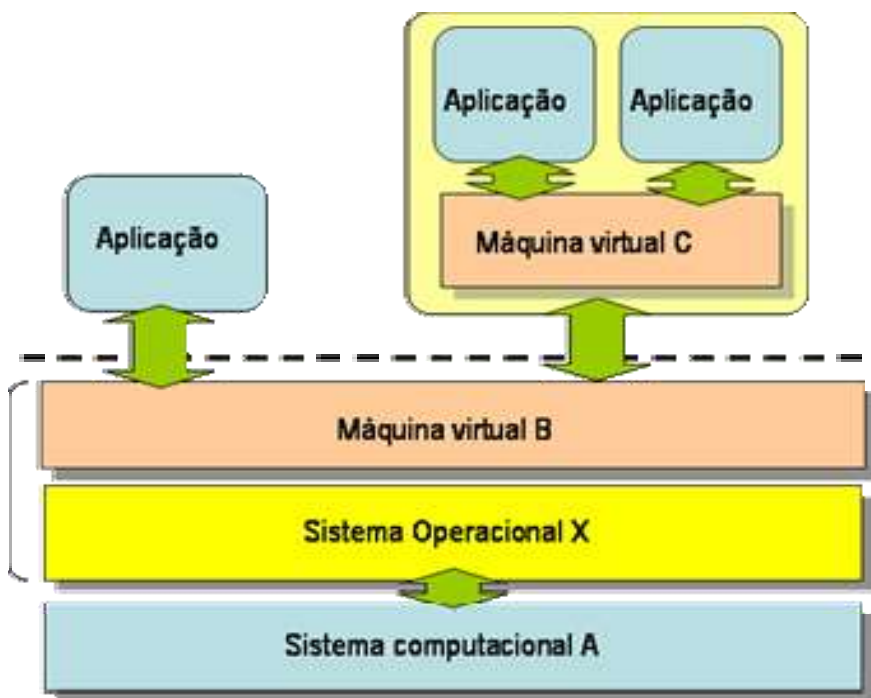 Aplicação Aplicação
Máquina virtual C
Aplicação
Máquina virtual B
Sistema Operacional X
Sistema computacional A